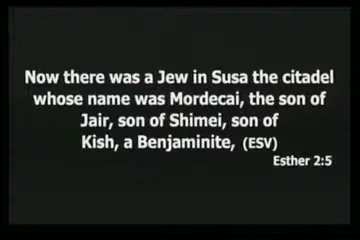 Now there was a Jew in Susa the citadel
whose name was Mordecai, the son of
Jair, son of Shimei, son of
Kish, a Benjaminite, (ESV)
Esther 2:5